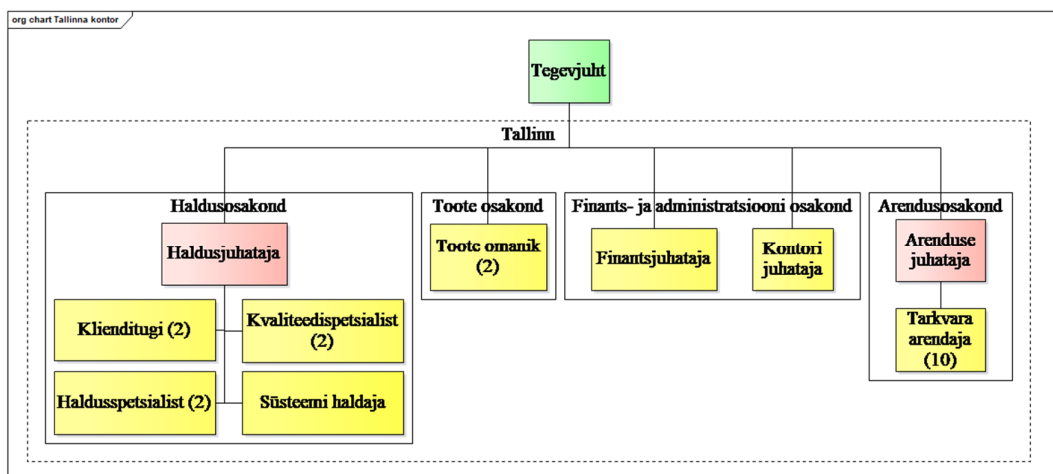 org chart Tallinna kontor
Tegevjuht
Tallinn
Haldusosakond
Haldusjuhataja
Klienditugi (2)
Kvaliteedispetsialist
(2)
Haldusspetsialist (2)
Süsteemi haldaja
Toote osakond
Toote omanik
(2)
Finants- ja administratsiooni osakond
Finantsjuhataja
Kontori
juhataja
Arendusosakond
Arenduse
juhataja
Tarkvara
arendaja
(10)